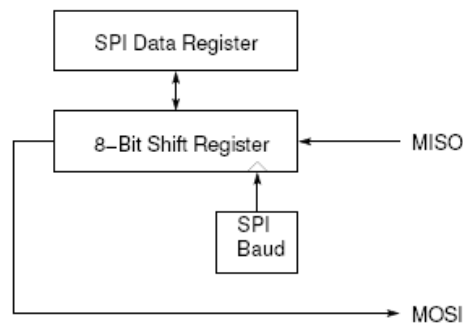 SPI Data Register
8−Bit Shift Register
MISO
SPI
Baud
MOSI